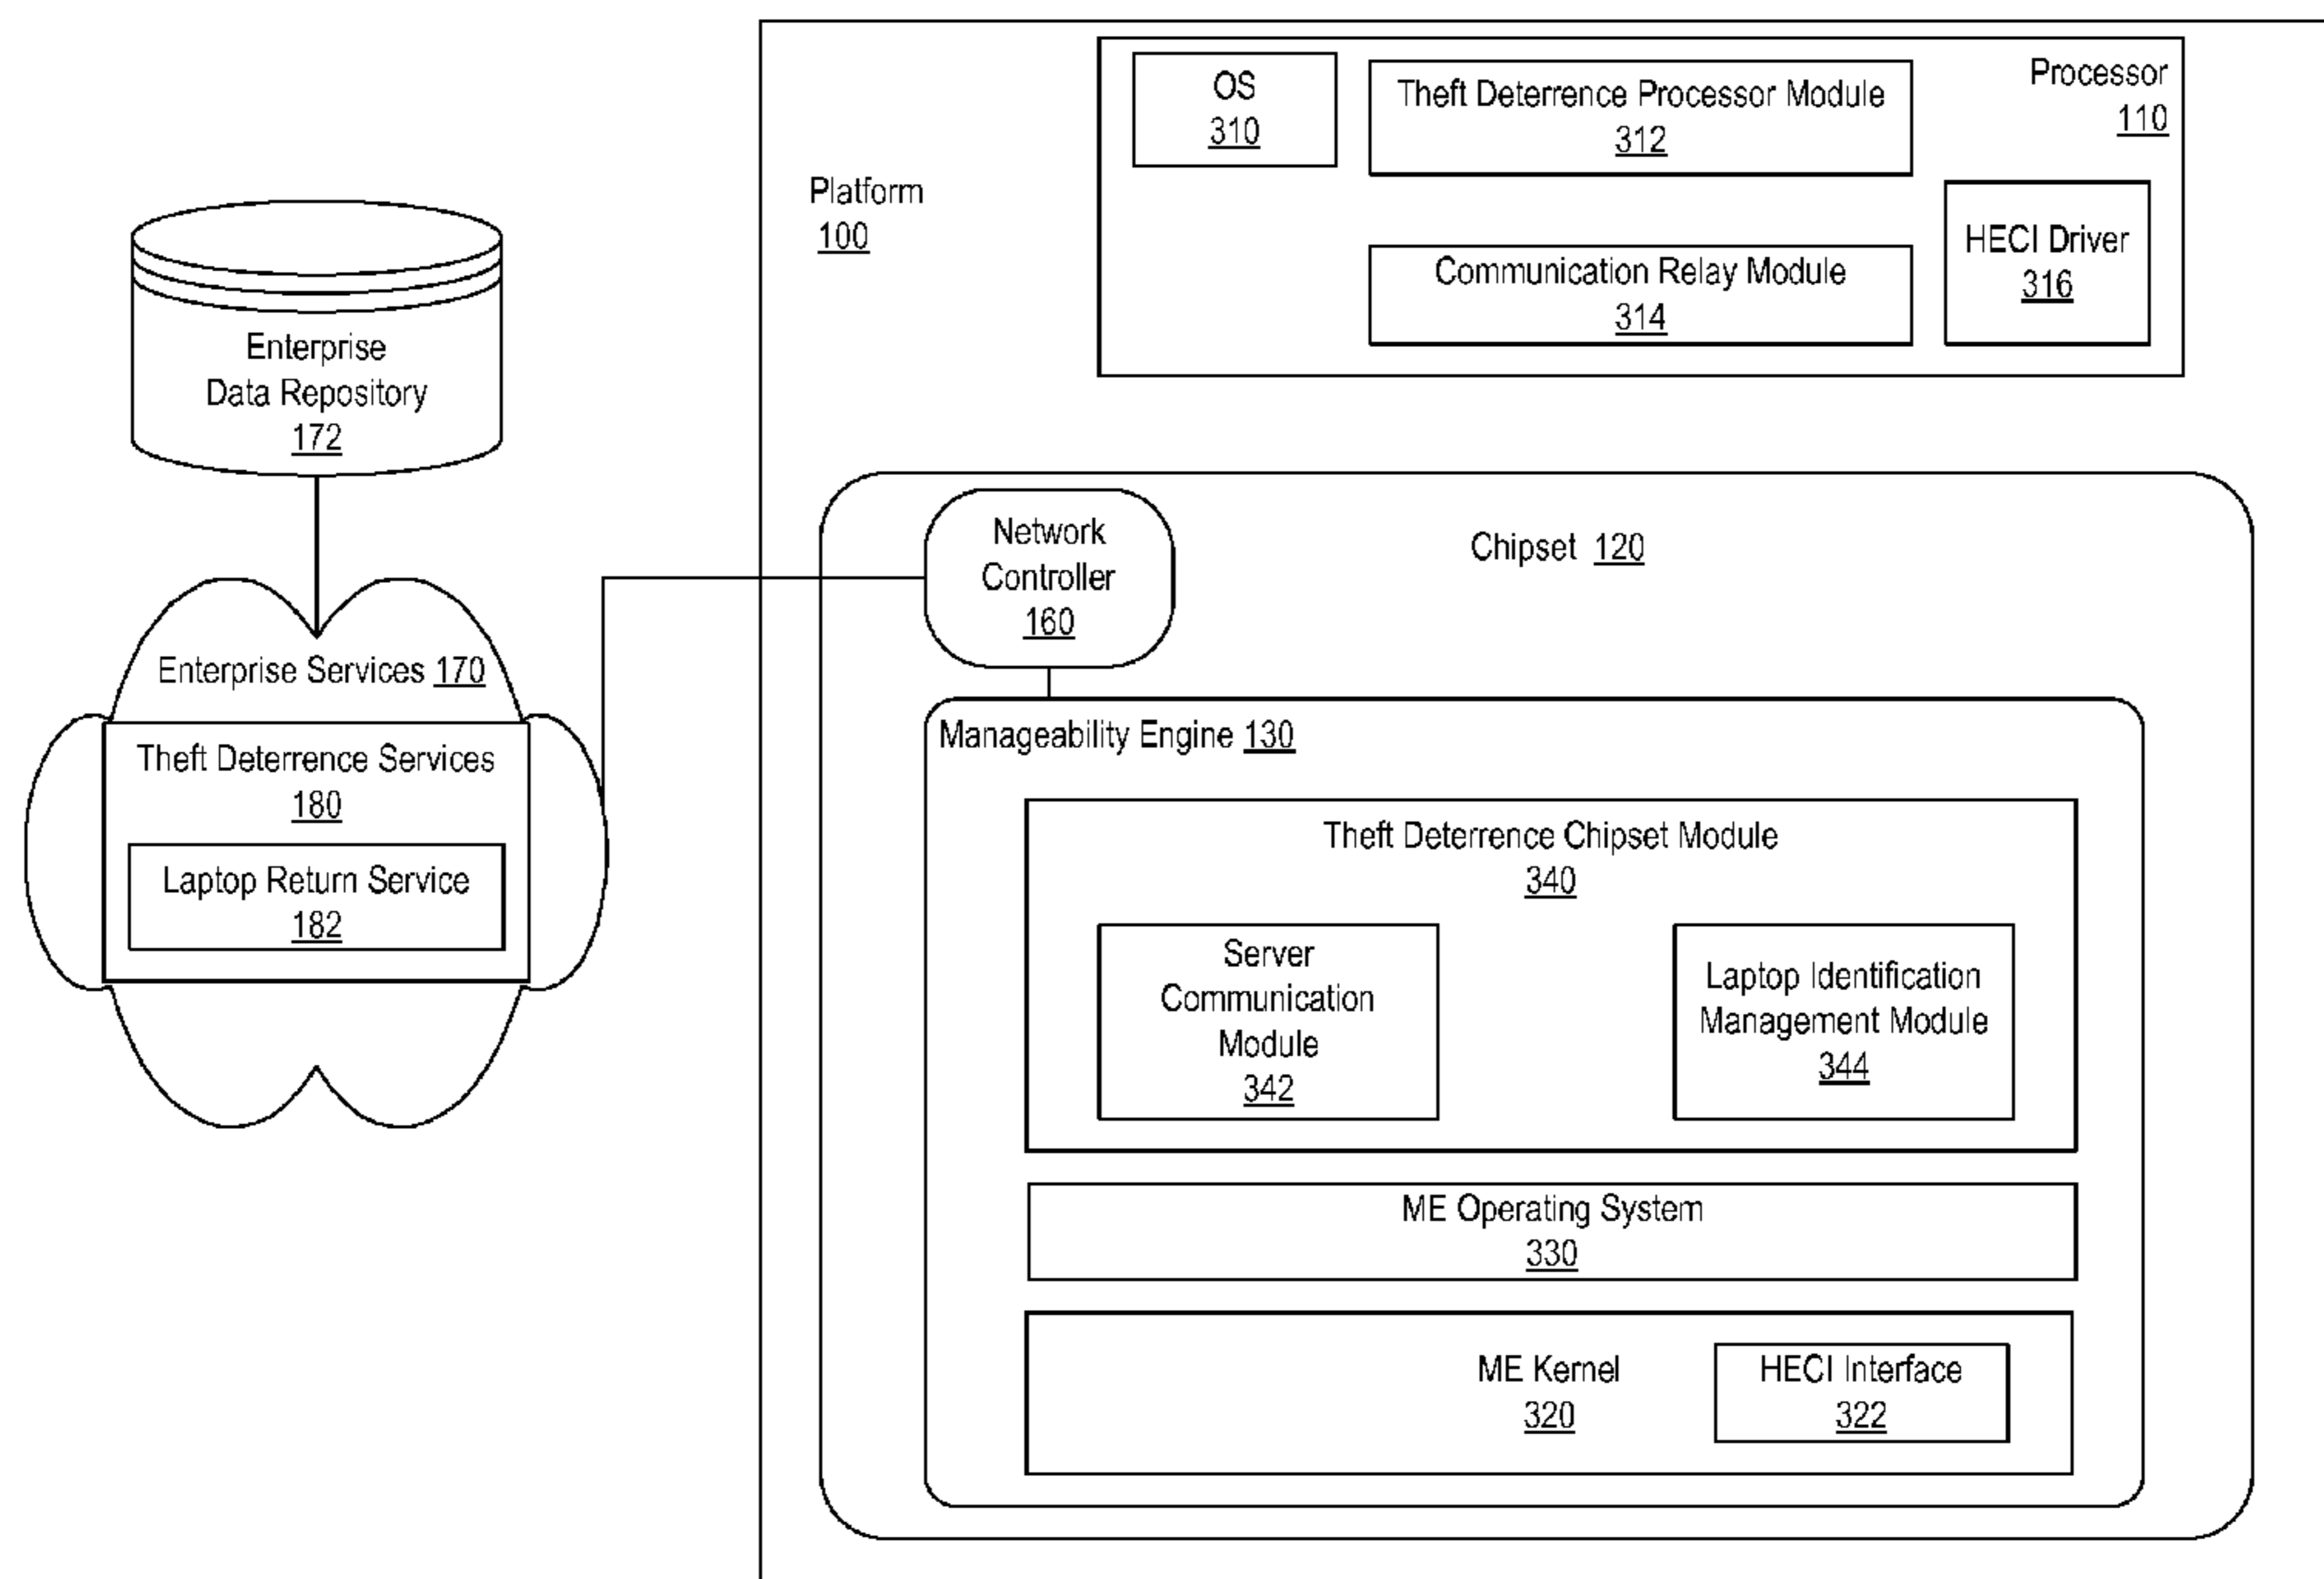 OS
310
Theft Deterrence Processor Module
312
Processor
110
Platform
100
Communication Relay Module
314
HECI Driver
316
Enterprise
Data Repository
172
Network
Controller
160
Chipset 120
Enterprise Services 170
Theft Deterrence Services
180
Laptop Return Service
182
Manageability Engine 130
Theft Deterrence Chipset Module
340
Server
Communication
Module
342
Laptop Identification
Management Module
344
ME Operating System
330
ME Kernel
320
HECI Interface
322